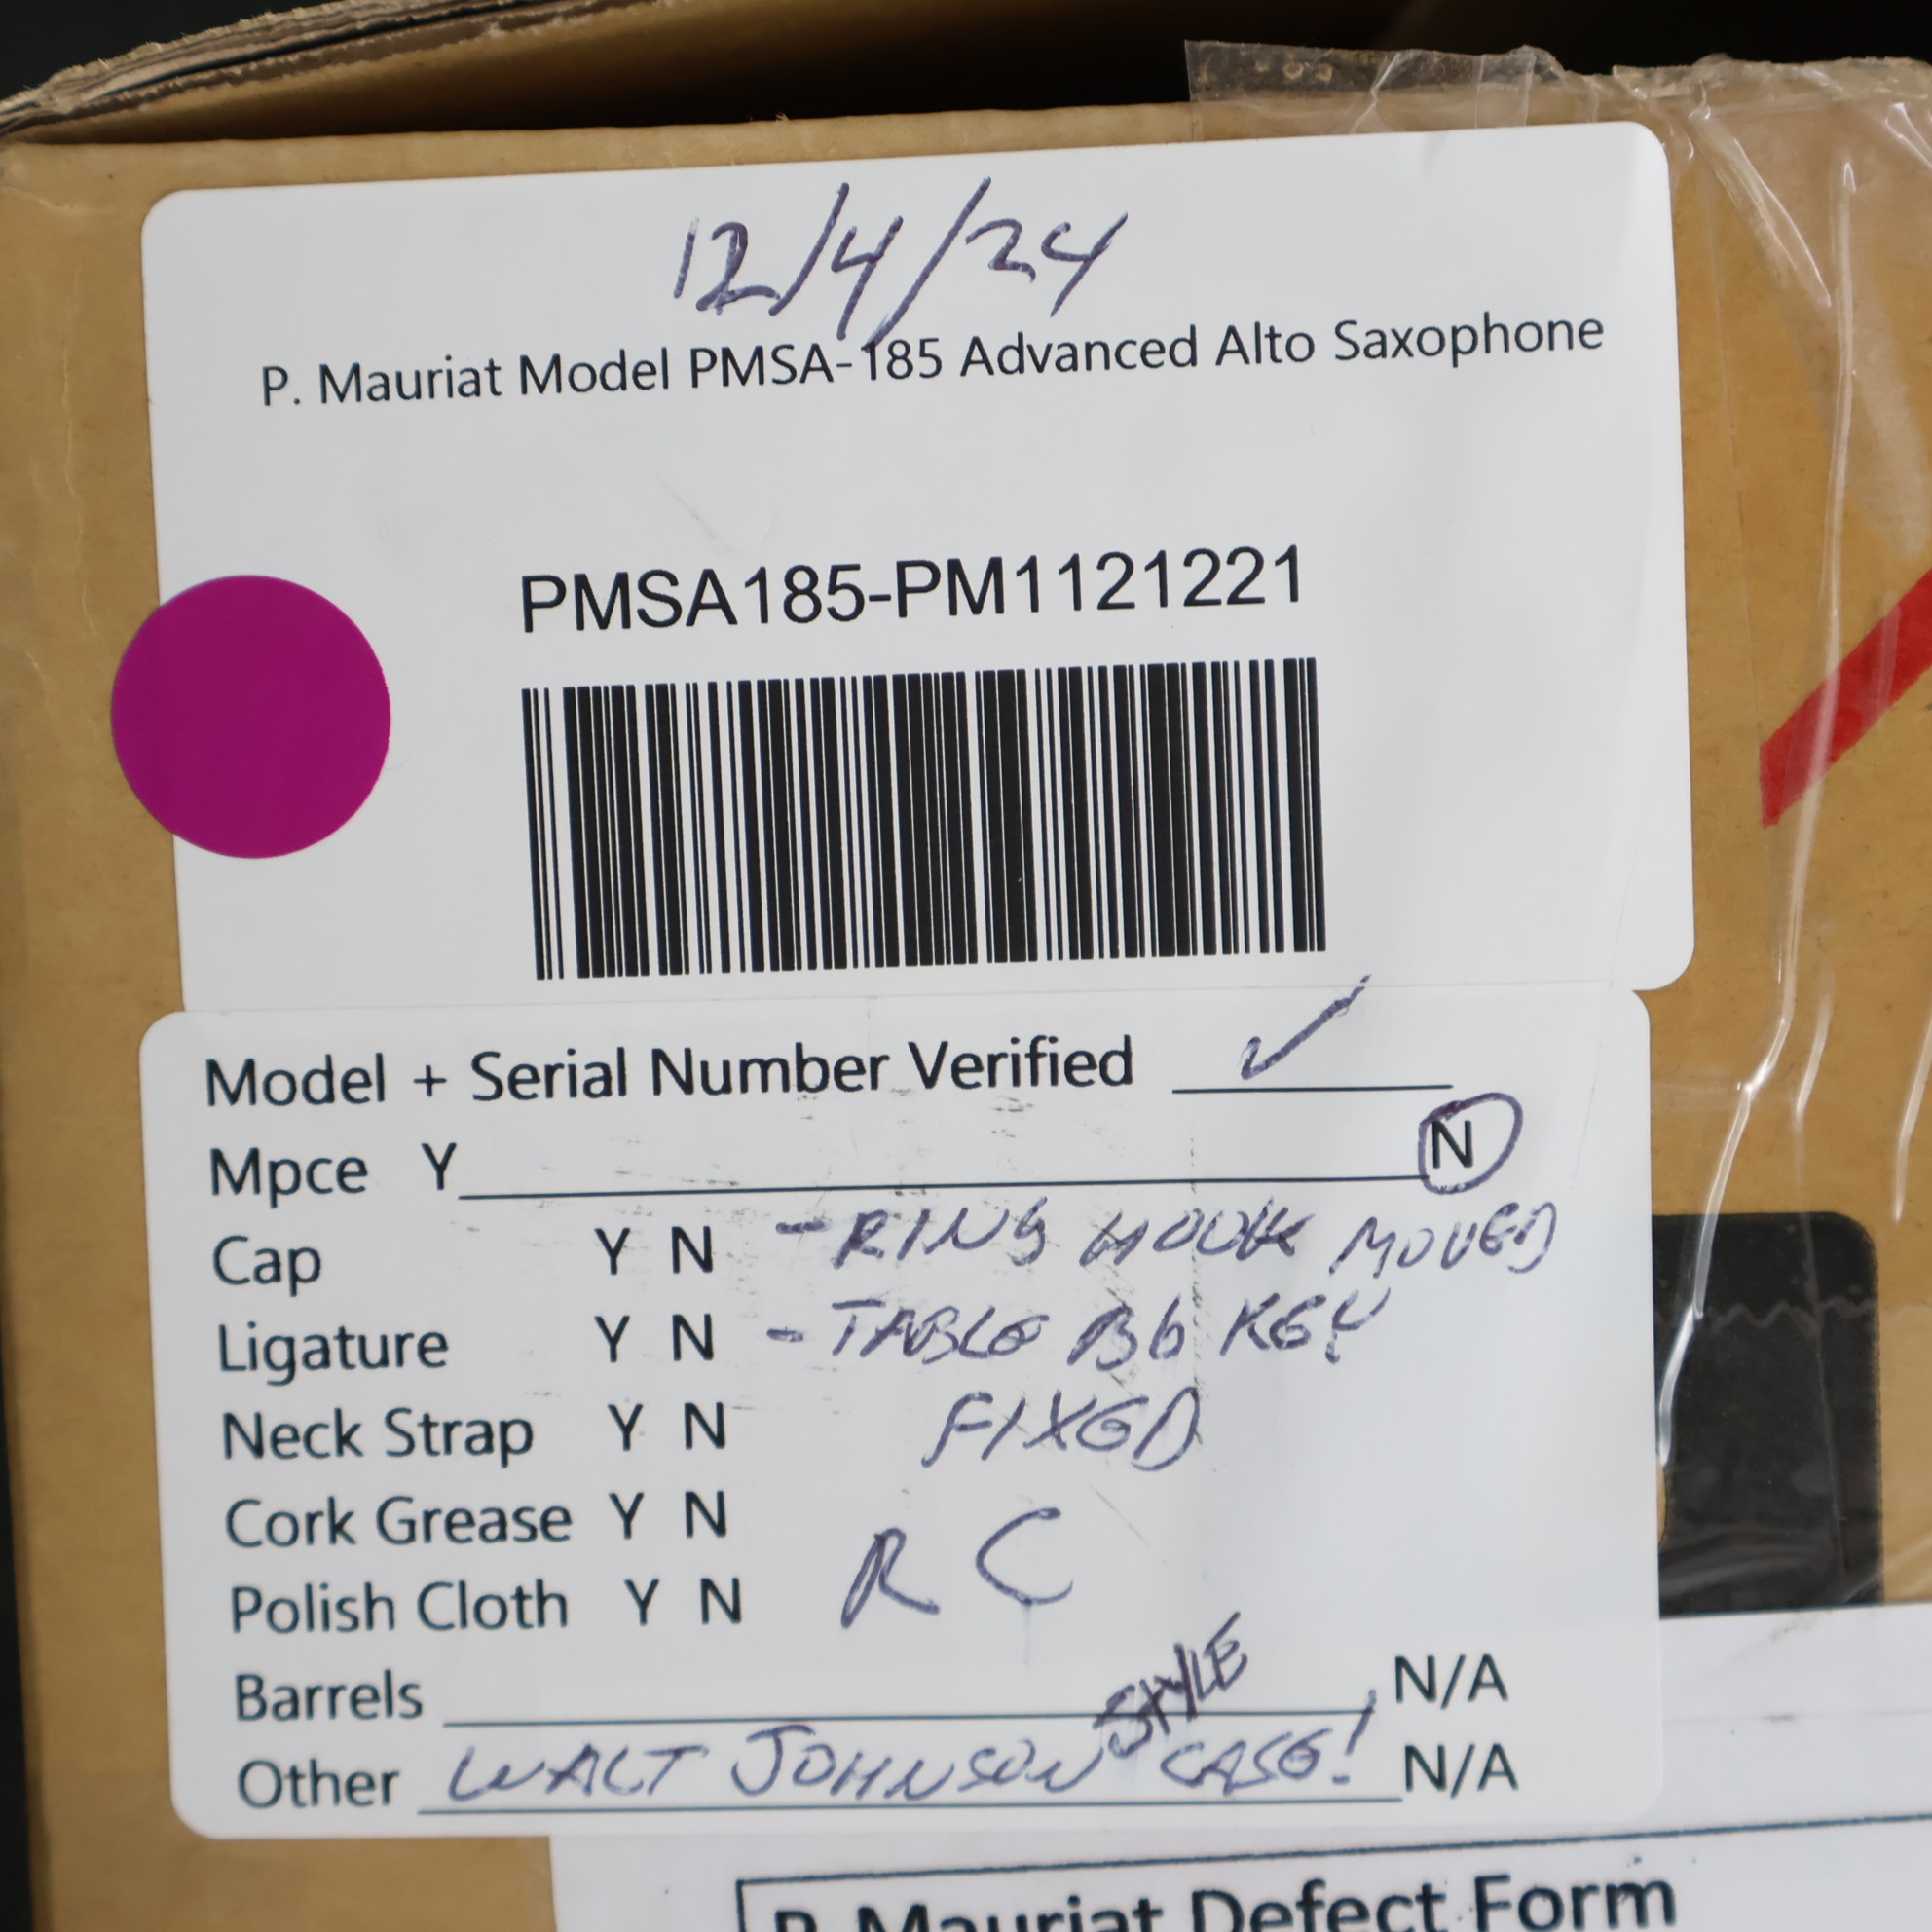 12/4/24
P. Mauriat Model PMSA-185 Advanced Alto Saxophone
PMSA185-PM1121221
Model + Serial Number Verified ✓
Mpce Y N
Cap Y N - RING HOOK MOVED
Ligature Y N - TABLE Bb KEY
Neck Strap Y N FIXED
Cork Grease Y N
Polish Cloth Y N RC
Barrels N/A
STYLE
Other WALT JOHNSON CASE! N/A
P. Mauriat Defect Form